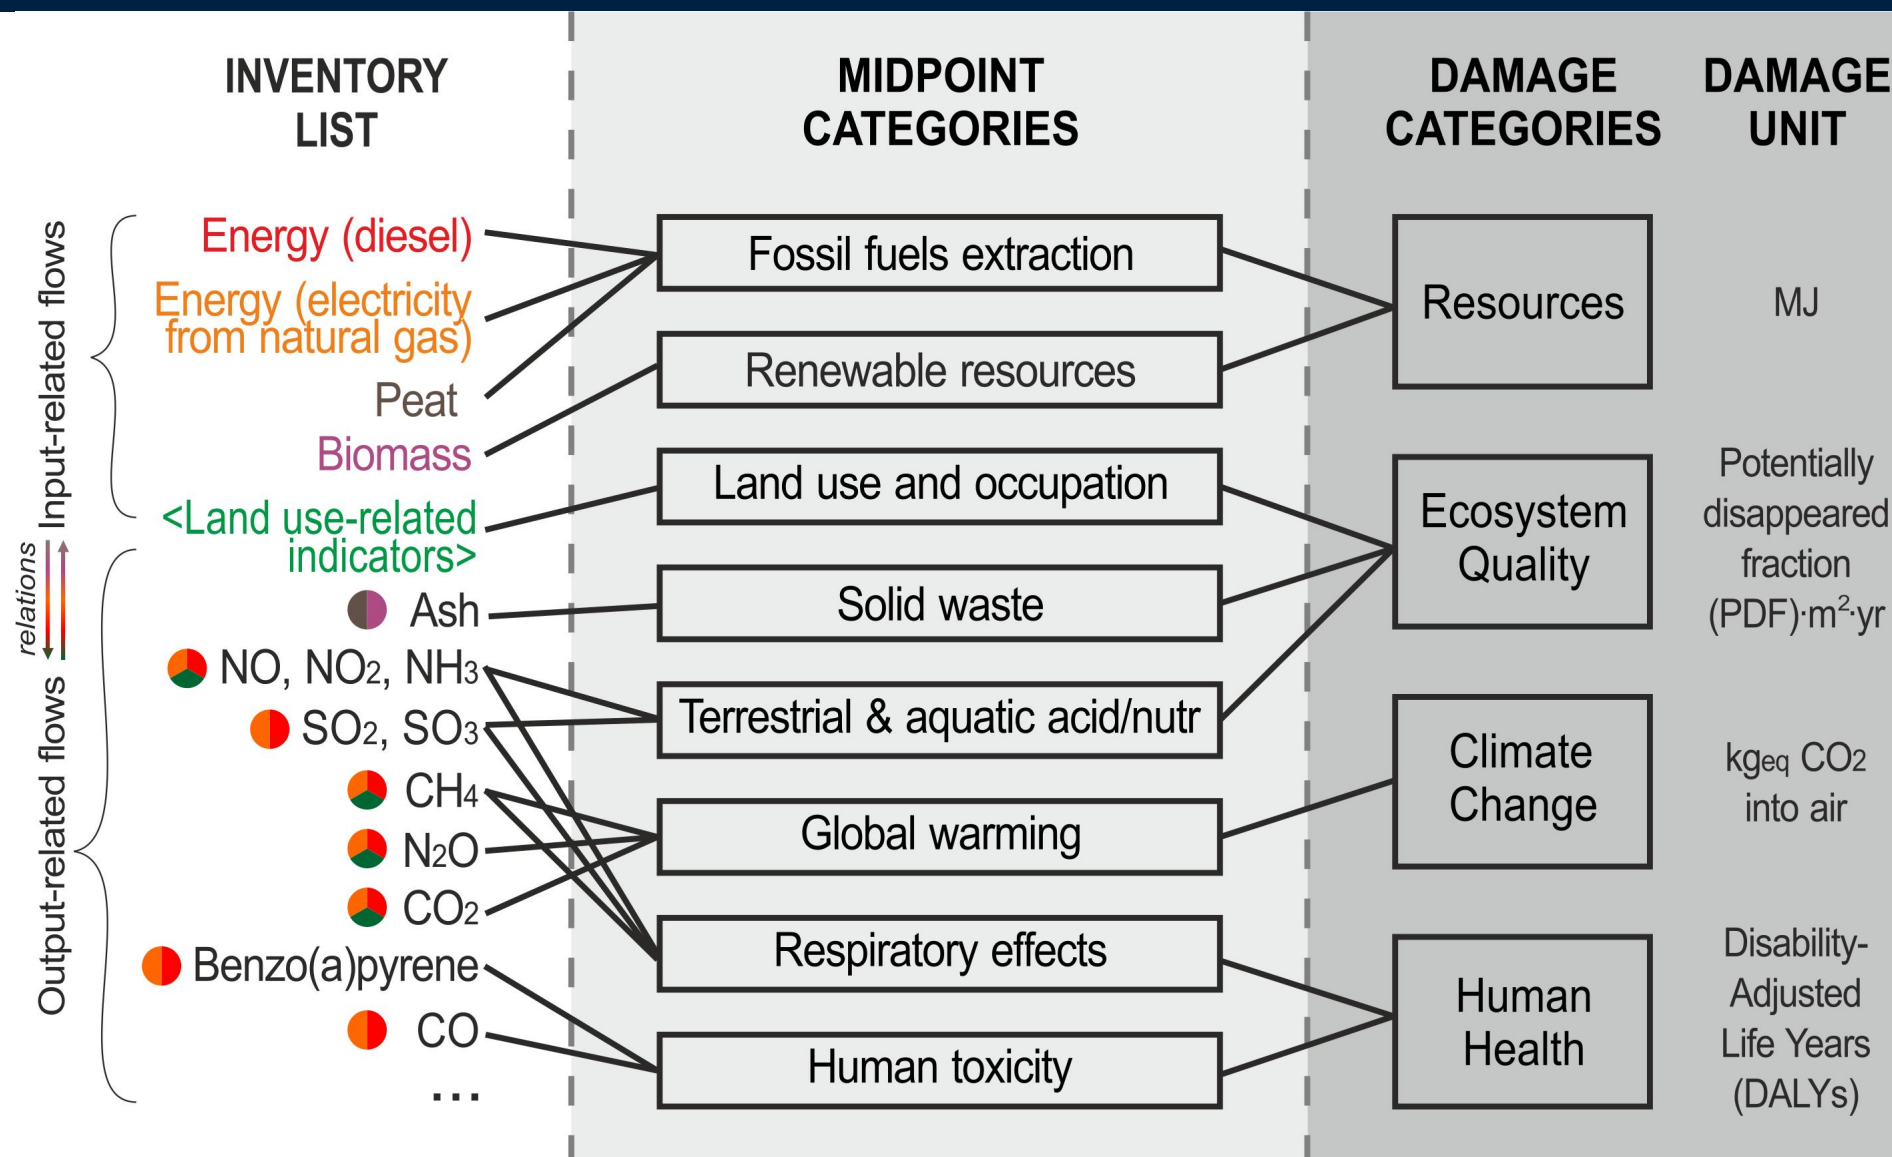 INVENTORY
LIST
MIDPOINT
CATEGORIES
DAMAGE
CATEGORIES
DAMAGE
UNIT
Input-related flows
relations
Output-related flows
Energy (diesel)
Energy (electricity
from natural gas)
Peat
Biomass
<Land use-related
indicators>
Ash
NO, NO2, NH3
SO2, SO3
CH4
N2O
CO2
Benzo(a)pyrene
CO
...
Fossil fuels extraction
Renewable resources
Land use and occupation
Solid waste
Terrestrial & aquatic acid/nutr
Global warming
Respiratory effects
Human toxicity
Resources
Ecosystem
Quality
Climate
Change
Human
Health
MJ
Potentially
disappeared
fraction
(PDF)·m²·yr
kgeq CO2
into air
Disability-
Adjusted
Life Years
(DALYs)